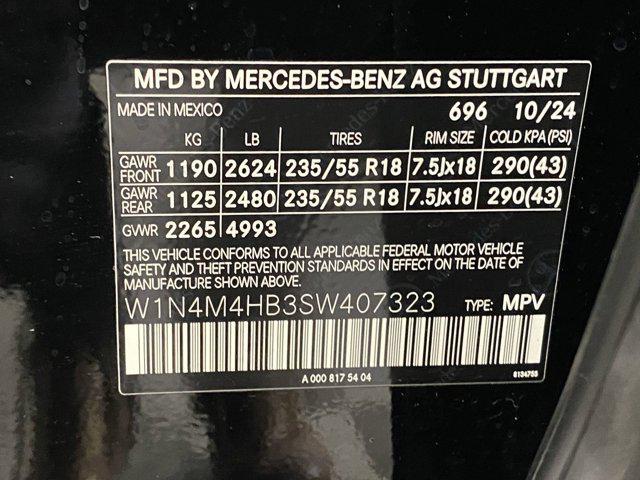 MFD BY MERCEDES-BENZ AG STUTTGART
MADE IN MEXICO 696 10/24
KG LB TIRES RIM SIZE COLD KPA (PSI)
GAWR FRONT 1190 2624 235/55 R18 7.5Jx18 290(43)
GAWR REAR 1125 2480 235/55 R18 7.5Jx18 290(43)
GVWR 2265 4993
THIS VEHICLE CONFORMS TO ALL APPLICABLE FEDERAL MOTOR VEHICLE
SAFETY AND THEFT PREVENTION STANDARDS IN EFFECT ON THE DATE OF
MANUFACTURE SHOWN ABOVE.
W1N4M4HB3SW407323 TYPE: MPV
A 000 817 54 04 8134755